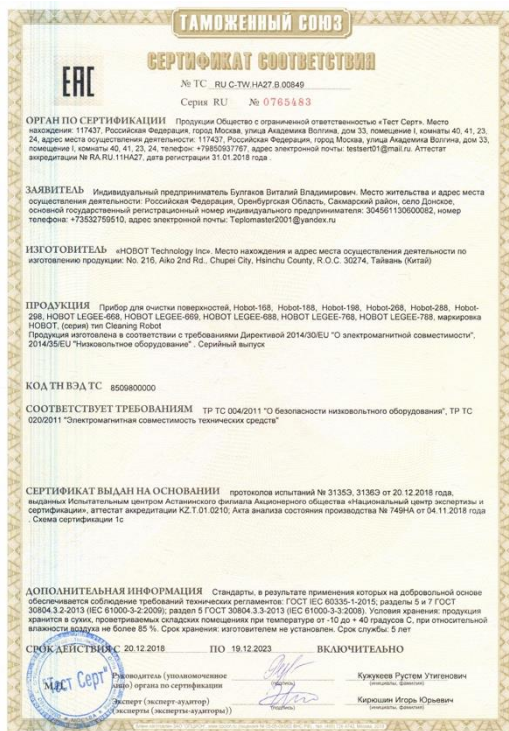 ТАМОЖЕННЫЙ СОЮЗ
СЕРТИФИКАТ СООТВЕТСТВИЯ
ЕАС
№ ТС RU C-TW.HA27.B.00849
Серия RU № 0765483
ОРГАН ПО СЕРТИФИКАЦИИ Продукции Общество с ограниченной ответственностью «Тест Серт». Место
нахождения: 117437, Российская Федерация, город Москва, улица Академика Волгина, дом 33, помещение I, комнаты 40, 41, 23,
24, адрес места осуществления деятельности: 117437, Российская Федерация, город Москва, улица Академика Волгина, дом 33,
помещение I, комнаты 40, 41, 23, 24, телефон: +79850937767, адрес электронной почты: testsert01@mail.ru. Аттестат
аккредитации № RA.RU.11НА27, дата регистрации 31.01.2018 года .
ЗАЯВИТЕЛЬ Индивидуальный предприниматель Булгаков Виталий Владимирович. Место жительства и адрес места
осуществления деятельности: Российская Федерация, Оренбургская Область, Сакмарский район, село Донское,
основной государственный регистрационный номер индивидуального предпринимателя: 304561130600082, номер
телефона: +73532759510, адрес электронной почты: Teplomaster2001@yandex.ru
ИЗГОТОВИТЕЛЬ «HOBOT Technology Inc». Место нахождения и адрес места осуществления деятельности по
изготовлению продукции: No. 216, Aiko 2nd Rd., Chupei City, Hsinchu County, R.O.C. 30274, Тайвань (Китай)
ПРОДУКЦИЯ Прибор для очистки поверхностей, Hobot-168, Hobot-188, Hobot-198, Hobot-268, Hobot-288, Hobot-
298, HOBOT LEGEE-668, HOBOT LEGEE-669, HOBOT LEGEE-688, HOBOT LEGEE-768, HOBOT LEGEE-788, маркировка
HOBOT, (серия) тип Cleaning Robot
Продукция изготовлена в соответствии с требованиями Директивой 2014/30/EU "О электромагнитной совместимости",
2014/35/EU "Низковольтное оборудование" . Серийный выпуск
КОД ТН ВЭД ТС 8509800000
СООТВЕТСТВУЕТ ТРЕБОВАНИЯМ ТР ТС 004/2011 "О безопасности низковольтного оборудования", ТР ТС
020/2011 "Электромагнитная совместимость технических средств"
СЕРТИФИКАТ ВЫДАН НА ОСНОВАНИИ протоколов испытаний № 3135Э, 3136Э от 20.12.2018 года,
выданных Испытательным центром Астанинского филиала Акционерного общества «Национальный центр экспертизы и
сертификации», аттестат аккредитации KZ.T.01.0210; Акта анализа состояния производства № 749НА от 04.11.2018 года
. Схема сертификации 1с
ДОПОЛНИТЕЛЬНАЯ ИНФОРМАЦИЯ Стандарты, в результате применения которых на добровольной основе
обеспечивается соблюдение требований технических регламентов: ГОСТ IEC 60335-1-2015; разделы 5 и 7 ГОСТ
30804.3.2-2013 (IEC 61000-3-2:2009); раздел 5 ГОСТ 30804.3.3-2013 (IEC 61000-3-3:2008). Условия хранения: продукция
хранится в сухих, проветриваемых складских помещениях при температуре от -10 до + 40 градусов С, при относительной
влажности воздуха не более 85 %. Срок хранения: изготовителем не установлен. Срок службы: 5 лет
СРОК ДЕЙСТВИЯ С 20.12.2018 ПО 19.12.2023 ВКЛЮЧИТЕЛЬНО
Тест Серт
М.П.
Руководитель (уполномоченное
лицо) органа по сертификации
(подпись)
Кужукеев Рустем Утигенович
(инициалы, фамилия)
Эксперт (эксперт-аудитор)
(эксперты (эксперты-аудиторы))
(подпись)
Кирюшин Игорь Юрьевич
(инициалы, фамилия)